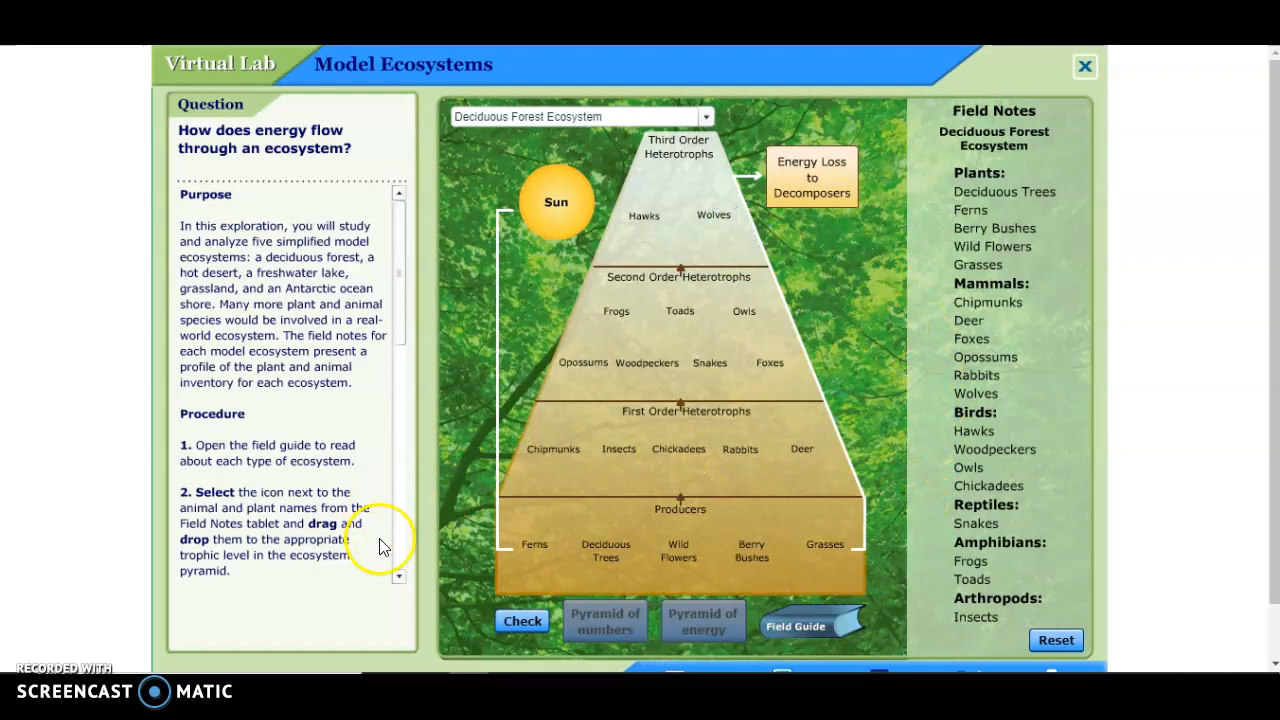 Virtual Lab
Model Ecosystems
Question
How does energy flow
through an ecosystem?
Purpose
In this exploration, you will study
and analyze five simplified model
ecosystems: a deciduous forest, a
hot desert, a freshwater lake,
grassland, and an Antarctic ocean
shore. Many more plant and animal
species would be involved in a real-
world ecosystem. The field notes for
each model ecosystem present a
profile of the plant and animal
inventory for each ecosystem.
Procedure
1. Open the field guide to read
about each type of ecosystem.
2. Select the icon next to the
animal and plant names from the
Field Notes tablet and drag and
drop them to the appropriate
trophic level in the ecosystem
pyramid.
Deciduous Forest Ecosystem
Sun
Third Order
Heterotrophs
Energy Loss
to
Decomposers
Hawks Wolves
Second Order Heterotrophs
Frogs Toads Owls
Opossums Woodpeckers Snakes Foxes
First Order Heterotrophs
Chipmunks Insects Chickadees Rabbits Deer
Producers
Ferns Deciduous Wild Berry Grasses
Trees Flowers Bushes
Check
Pyramid of
numbers
Pyramid of
energy
Field Guide
Field Notes
Deciduous Forest
Ecosystem
Plants:
Deciduous Trees
Ferns
Berry Bushes
Wild Flowers
Grasses
Mammals:
Chipmunks
Deer
Foxes
Opossums
Rabbits
Wolves
Birds:
Hawks
Woodpeckers
Owls
Chickadees
Reptiles:
Snakes
Amphibians:
Frogs
Toads
Arthropods:
Insects
Reset
RECORDED WITH
SCREENCAST MATIC